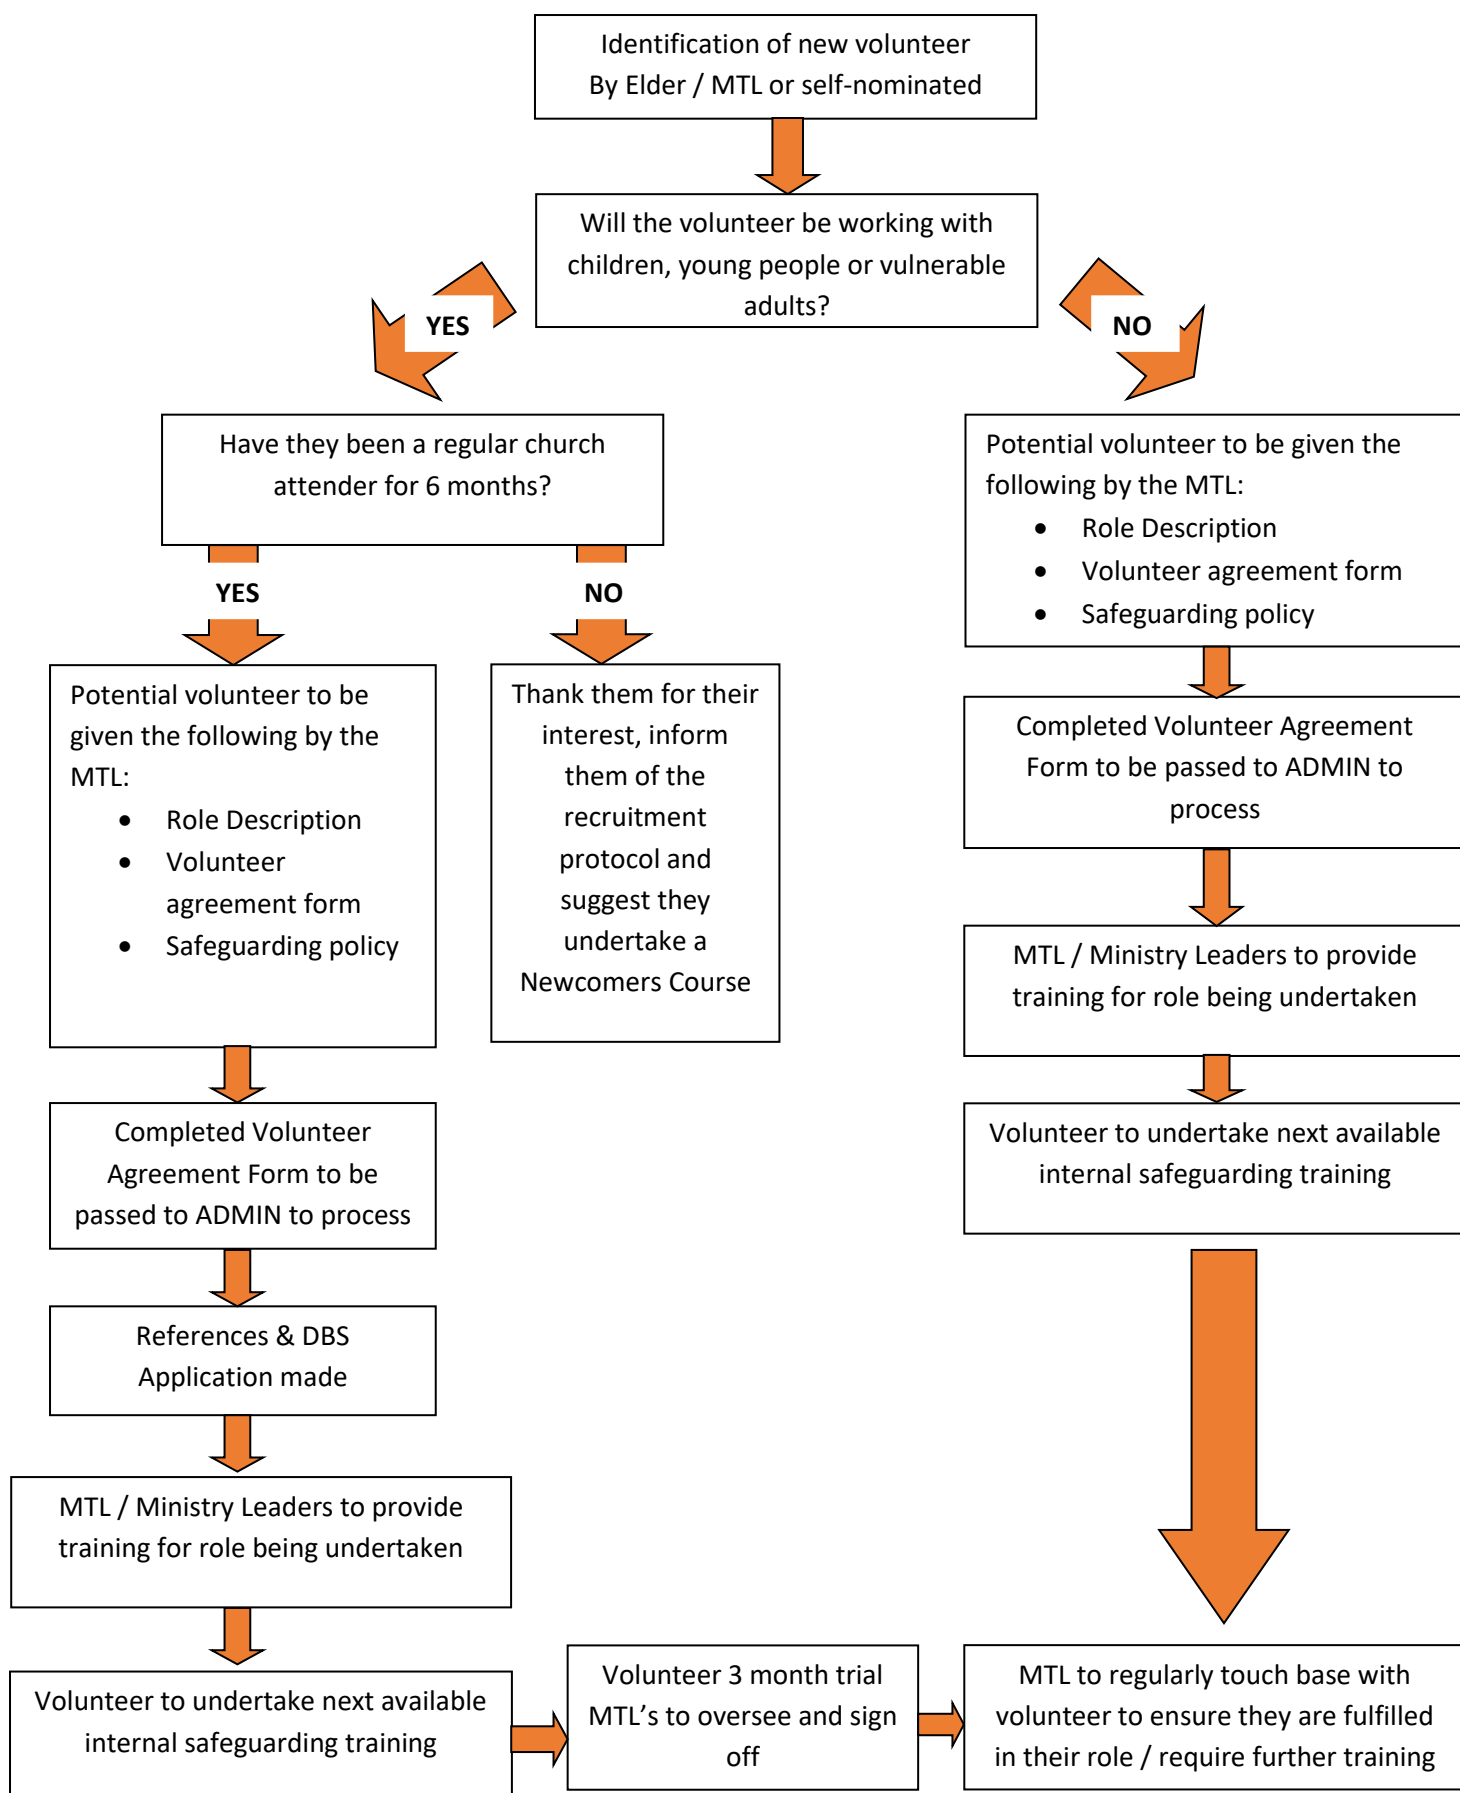 Identification of new volunteer
By Elder / MTL or self-nominated
Will the volunteer be working with
children, young people or vulnerable
adults?
YES
NO
Have they been a regular church
attender for 6 months?
YES
NO
Potential volunteer to be
given the following by the
MTL:
• Role Description
• Volunteer
agreement form
• Safeguarding policy
Thank them for their
interest, inform
them of the
recruitment
protocol and
suggest they
undertake a
Newcomers Course
Completed Volunteer
Agreement Form to be
passed to ADMIN to process
References & DBS
Application made
MTL / Ministry Leaders to provide
training for role being undertaken
Volunteer to undertake next available
internal safeguarding training
Volunteer 3 month trial
MTL’s to oversee and sign
off
Potential volunteer to be given the
following by the MTL:
• Role Description
• Volunteer agreement form
• Safeguarding policy
Completed Volunteer Agreement
Form to be passed to ADMIN to
process
MTL / Ministry Leaders to provide
training for role being undertaken
Volunteer to undertake next available
internal safeguarding training
MTL to regularly touch base with
volunteer to ensure they are fulfilled
in their role / require further training